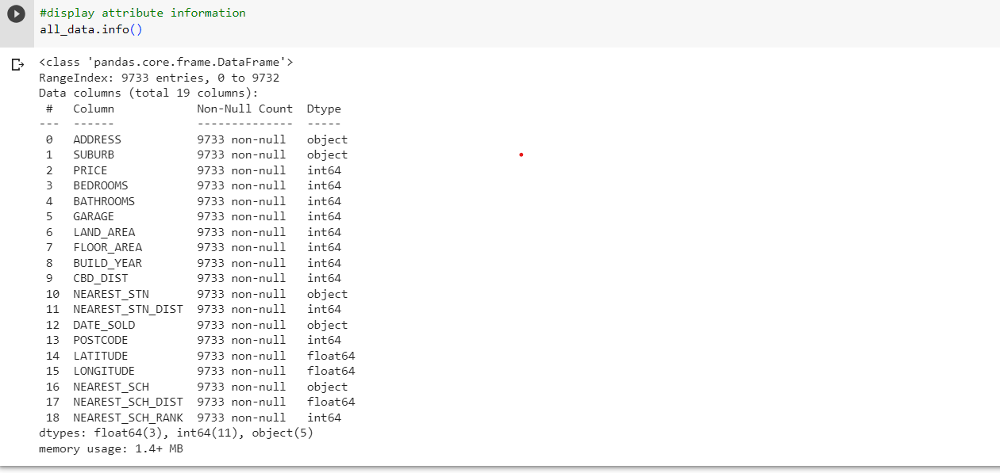 #display attribute information
all_data.info()
<class 'pandas.core.frame.DataFrame'>
RangeIndex: 9733 entries, 0 to 9732
Data columns (total 19 columns):
 #   Column            Non-Null Count  Dtype
---  ------            --------------  -----
 0   ADDRESS           9733 non-null   object
 1   SUBURB            9733 non-null   object
 2   PRICE             9733 non-null   int64
 3   BEDROOMS          9733 non-null   int64
 4   BATHROOMS         9733 non-null   int64
 5   GARAGE            9733 non-null   int64
 6   LAND_AREA         9733 non-null   int64
 7   FLOOR_AREA        9733 non-null   int64
 8   BUILD_YEAR        9733 non-null   int64
 9   CBD_DIST          9733 non-null   int64
 10  NEAREST_STN       9733 non-null   object
 11  NEAREST_STN_DIST  9733 non-null   int64
 12  DATE_SOLD         9733 non-null   object
 13  POSTCODE          9733 non-null   int64
 14  LATITUDE          9733 non-null   float64
 15  LONGITUDE         9733 non-null   float64
 16  NEAREST_SCH       9733 non-null   object
 17  NEAREST_SCH_DIST  9733 non-null   float64
 18  NEAREST_SCH_RANK  9733 non-null   int64
dtypes: float64(3), int64(11), object(5)
memory usage: 1.4+ MB